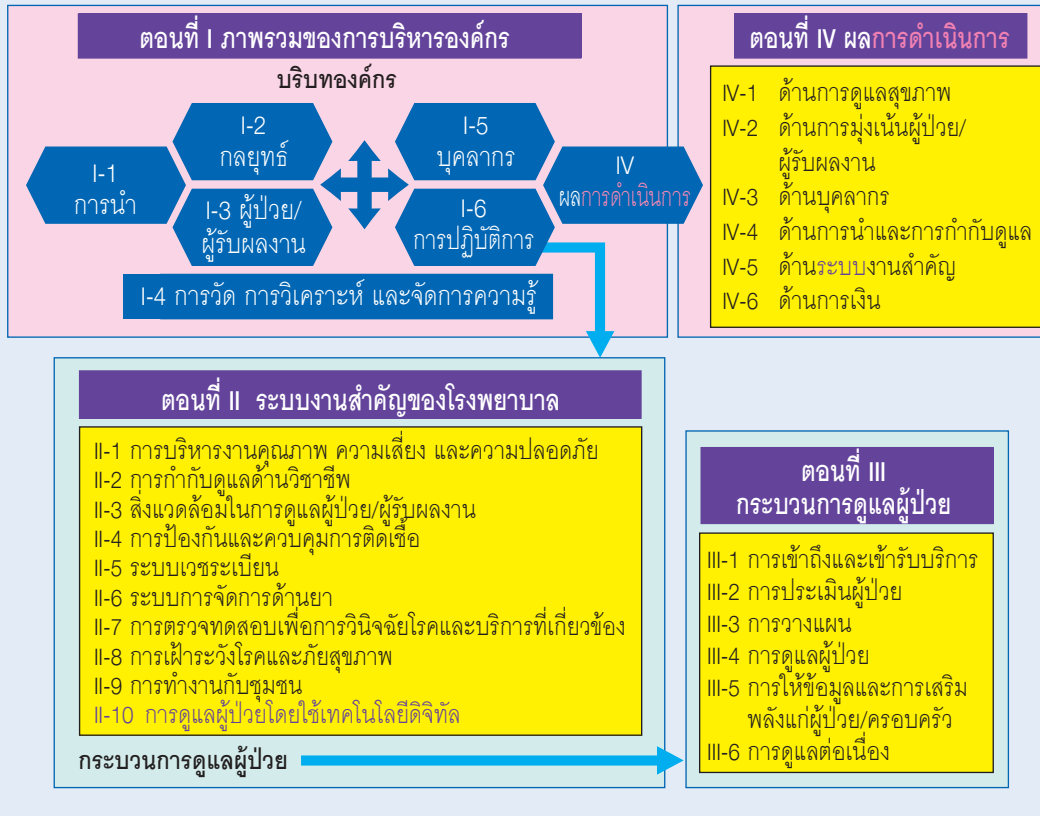 ตอนที่ I ภาพรวมของการบริหารองค์กร
บริบทองค์กร
I-1
การนำ
I-2
กลยุทธ์
I-3 ผู้ป่วย/
ผู้รับผลงาน
I-5
บุคลากร
I-6
การปฏิบัติการ
IV
ผลการดำเนินการ
I-4 การวัด การวิเคราะห์ และจัดการความรู้
ตอนที่ IV ผลการดำเนินการ
IV-1 ด้านการดูแลสุขภาพ
IV-2 ด้านการมุ่งเน้นผู้ป่วย/
ผู้รับผลงาน
IV-3 ด้านบุคลากร
IV-4 ด้านการนำและการกำกับดูแล
IV-5 ด้านระบบงานสำคัญ
IV-6 ด้านการเงิน
ตอนที่ II ระบบงานสำคัญของโรงพยาบาล
II-1 การบริหารงานคุณภาพ ความเสี่ยง และความปลอดภัย
II-2 การกำกับดูแลด้านวิชาชีพ
II-3 สิ่งแวดล้อมในการดูแลผู้ป่วย/ผู้รับผลงาน
II-4 การป้องกันและควบคุมการติดเชื้อ
II-5 ระบบเวชระเบียน
II-6 ระบบการจัดการด้านยา
II-7 การตรวจทดสอบเพื่อการวินิจฉัยโรคและบริการที่เกี่ยวข้อง
II-8 การเฝ้าระวังโรคและภัยสุขภาพ
II-9 การทำงานกับชุมชน
II-10 การดูแลผู้ป่วยโดยใช้เทคโนโลยีดิจิทัล
กระบวนการดูแลผู้ป่วย
ตอนที่ III
กระบวนการดูแลผู้ป่วย
III-1 การเข้าถึงและเข้ารับบริการ
III-2 การประเมินผู้ป่วย
III-3 การวางแผน
III-4 การดูแลผู้ป่วย
III-5 การให้ข้อมูลและการเสริม
พลังแก่ผู้ป่วย/ครอบครัว
III-6 การดูแลต่อเนื่อง